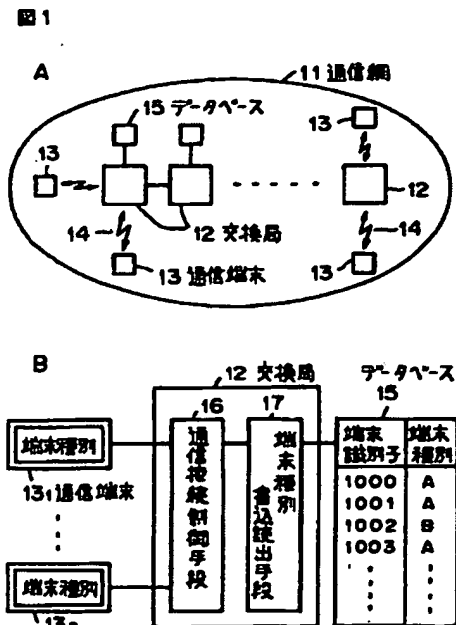 図1
A
11 通信網
15 データベース
13
13
12
14
12 交換局
14
13 通信端末
13
B
12 交換局
データベース
15
16
17
端末種別
通信接続制御手段
端末種別
書込読出手段
端末識別子
端末種別
13₁ 通信端末
1000 A
1001 A
1002 B
1003 A
端末種別
13ₙ